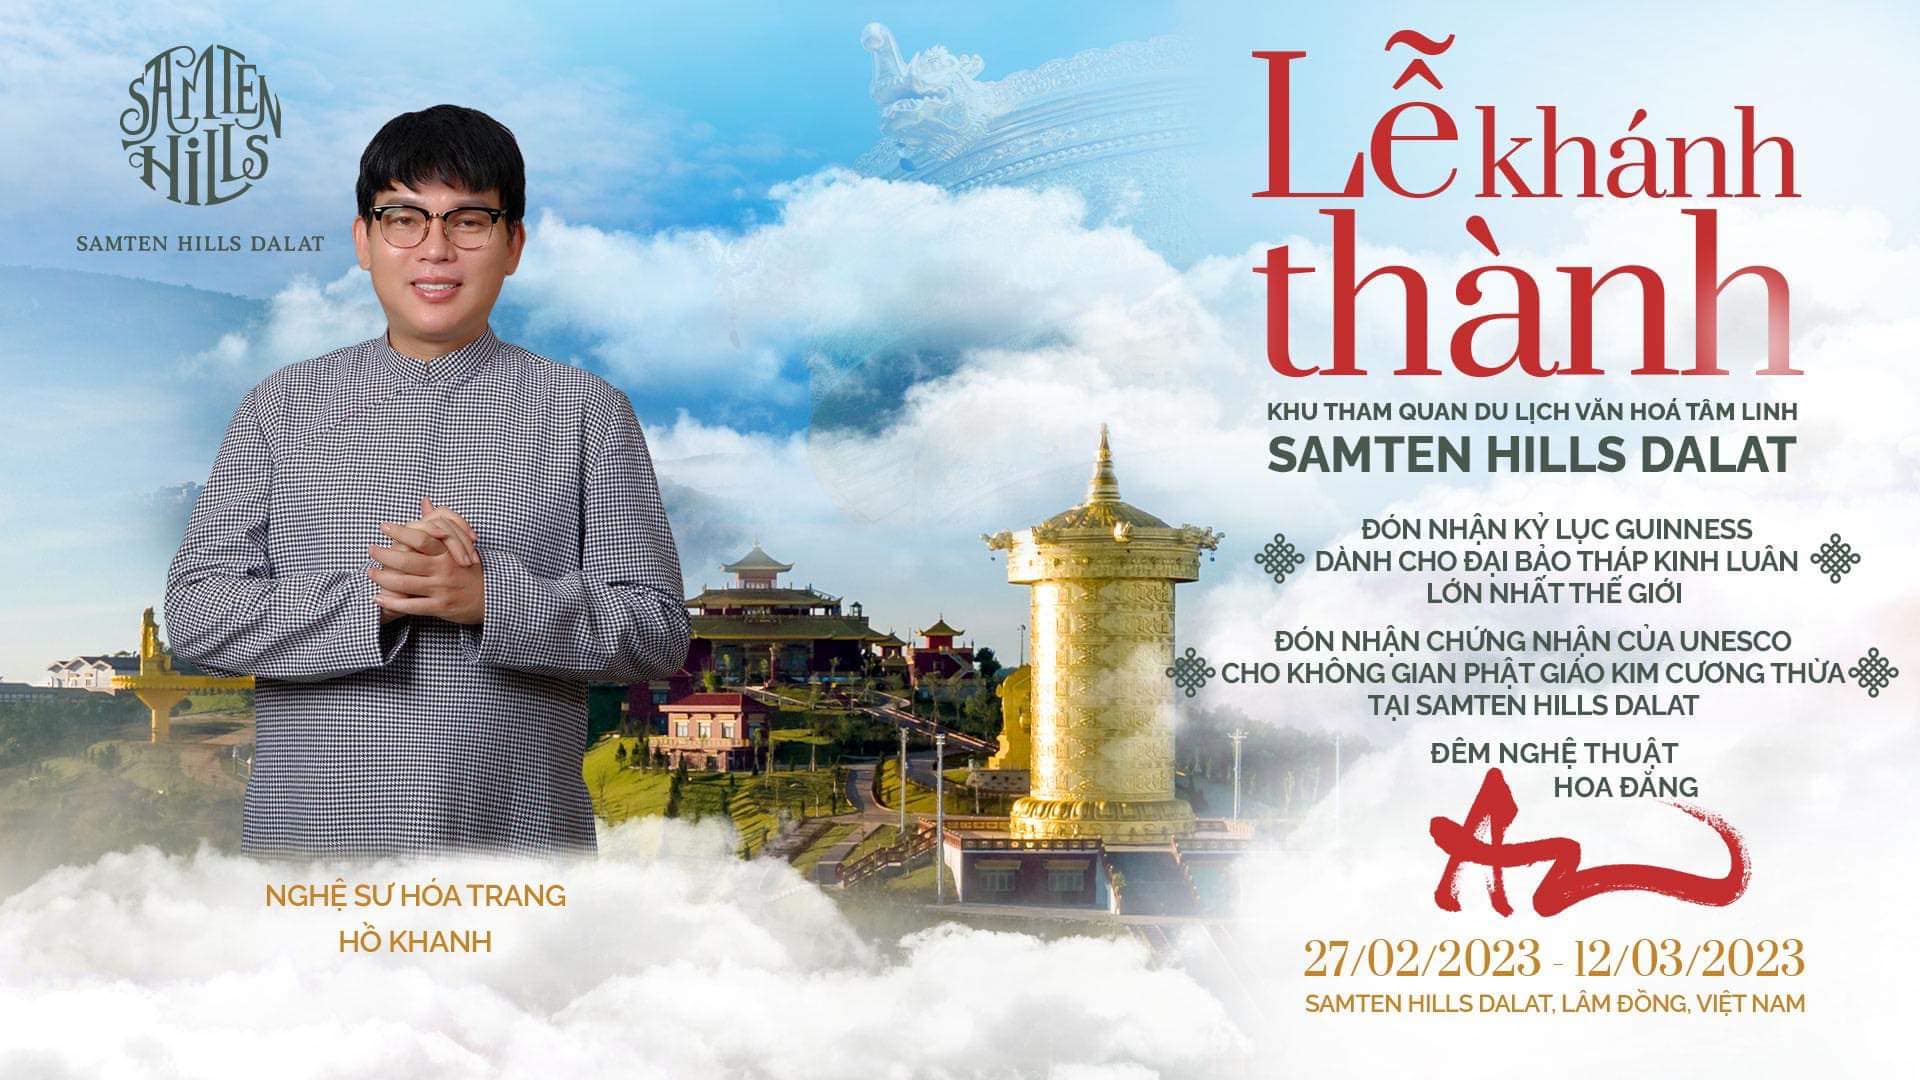 SAMTEN
HILLS
SAMTEN HILLS DALAT
NGHỆ SƯ HÓA TRANG
HỒ KHANH
Lễ khánh
thành
KHU THAM QUAN DU LỊCH VĂN HOÁ TÂM LINH
SAMTEN HILLS DALAT
ĐÓN NHẬN KỶ LỤC GUINNESS
DÀNH CHO ĐẠI BẢO THÁP KINH LUÂN
LỚN NHẤT THẾ GIỚI
ĐÓN NHẬN CHỨNG NHẬN CỦA UNESCO
CHO KHÔNG GIAN PHẬT GIÁO KIM CƯƠNG THỪA
TẠI SAMTEN HILLS DALAT
ĐÊM NGHỆ THUẬT
HOA ĐĂNG
AN
27/02/2023 - 12/03/2023
SAMTEN HILLS DALAT, LÂM ĐỒNG, VIỆT NAM